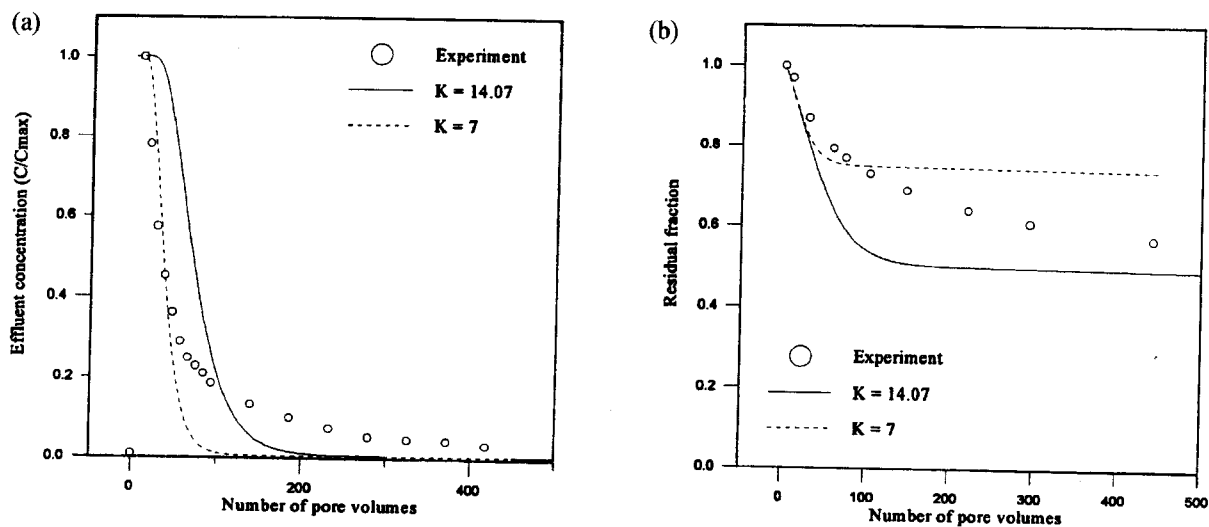 (a)
Effluent concentration (C/Cmax)
1.0
0.8
0.6
0.4
0.2
0.0
Experiment
K = 14.07
K = 7
0
200
400
Number of pore volumes
(b)
Residual fraction
1.0
0.8
0.6
0.4
0.2
0.0
Experiment
K = 14.07
K = 7
0
100
200
300
400
500
Number of pore volumes